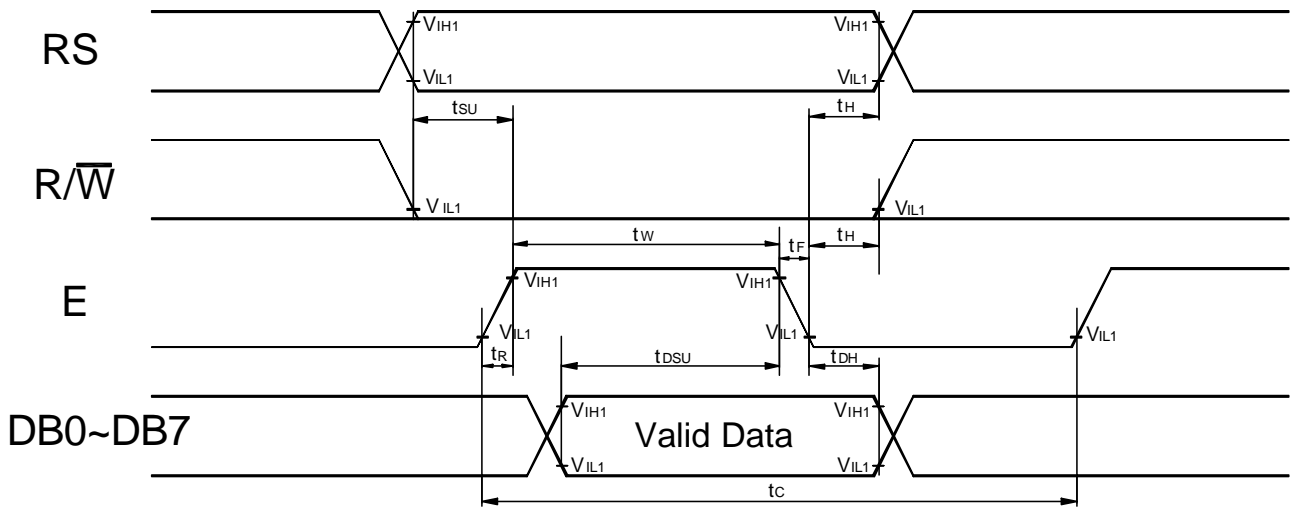 VIH1 VIH1
RS
VIL1 VIL1
tSU tH
R/W̅
VIL1 VIL1
tW tF tH
VIH1 VIH1
E
VIL1 VIL1 VIL1
tR tDSU tDH
VIH1 VIH1
DB0~DB7 Valid Data
VIL1 VIL1
tC